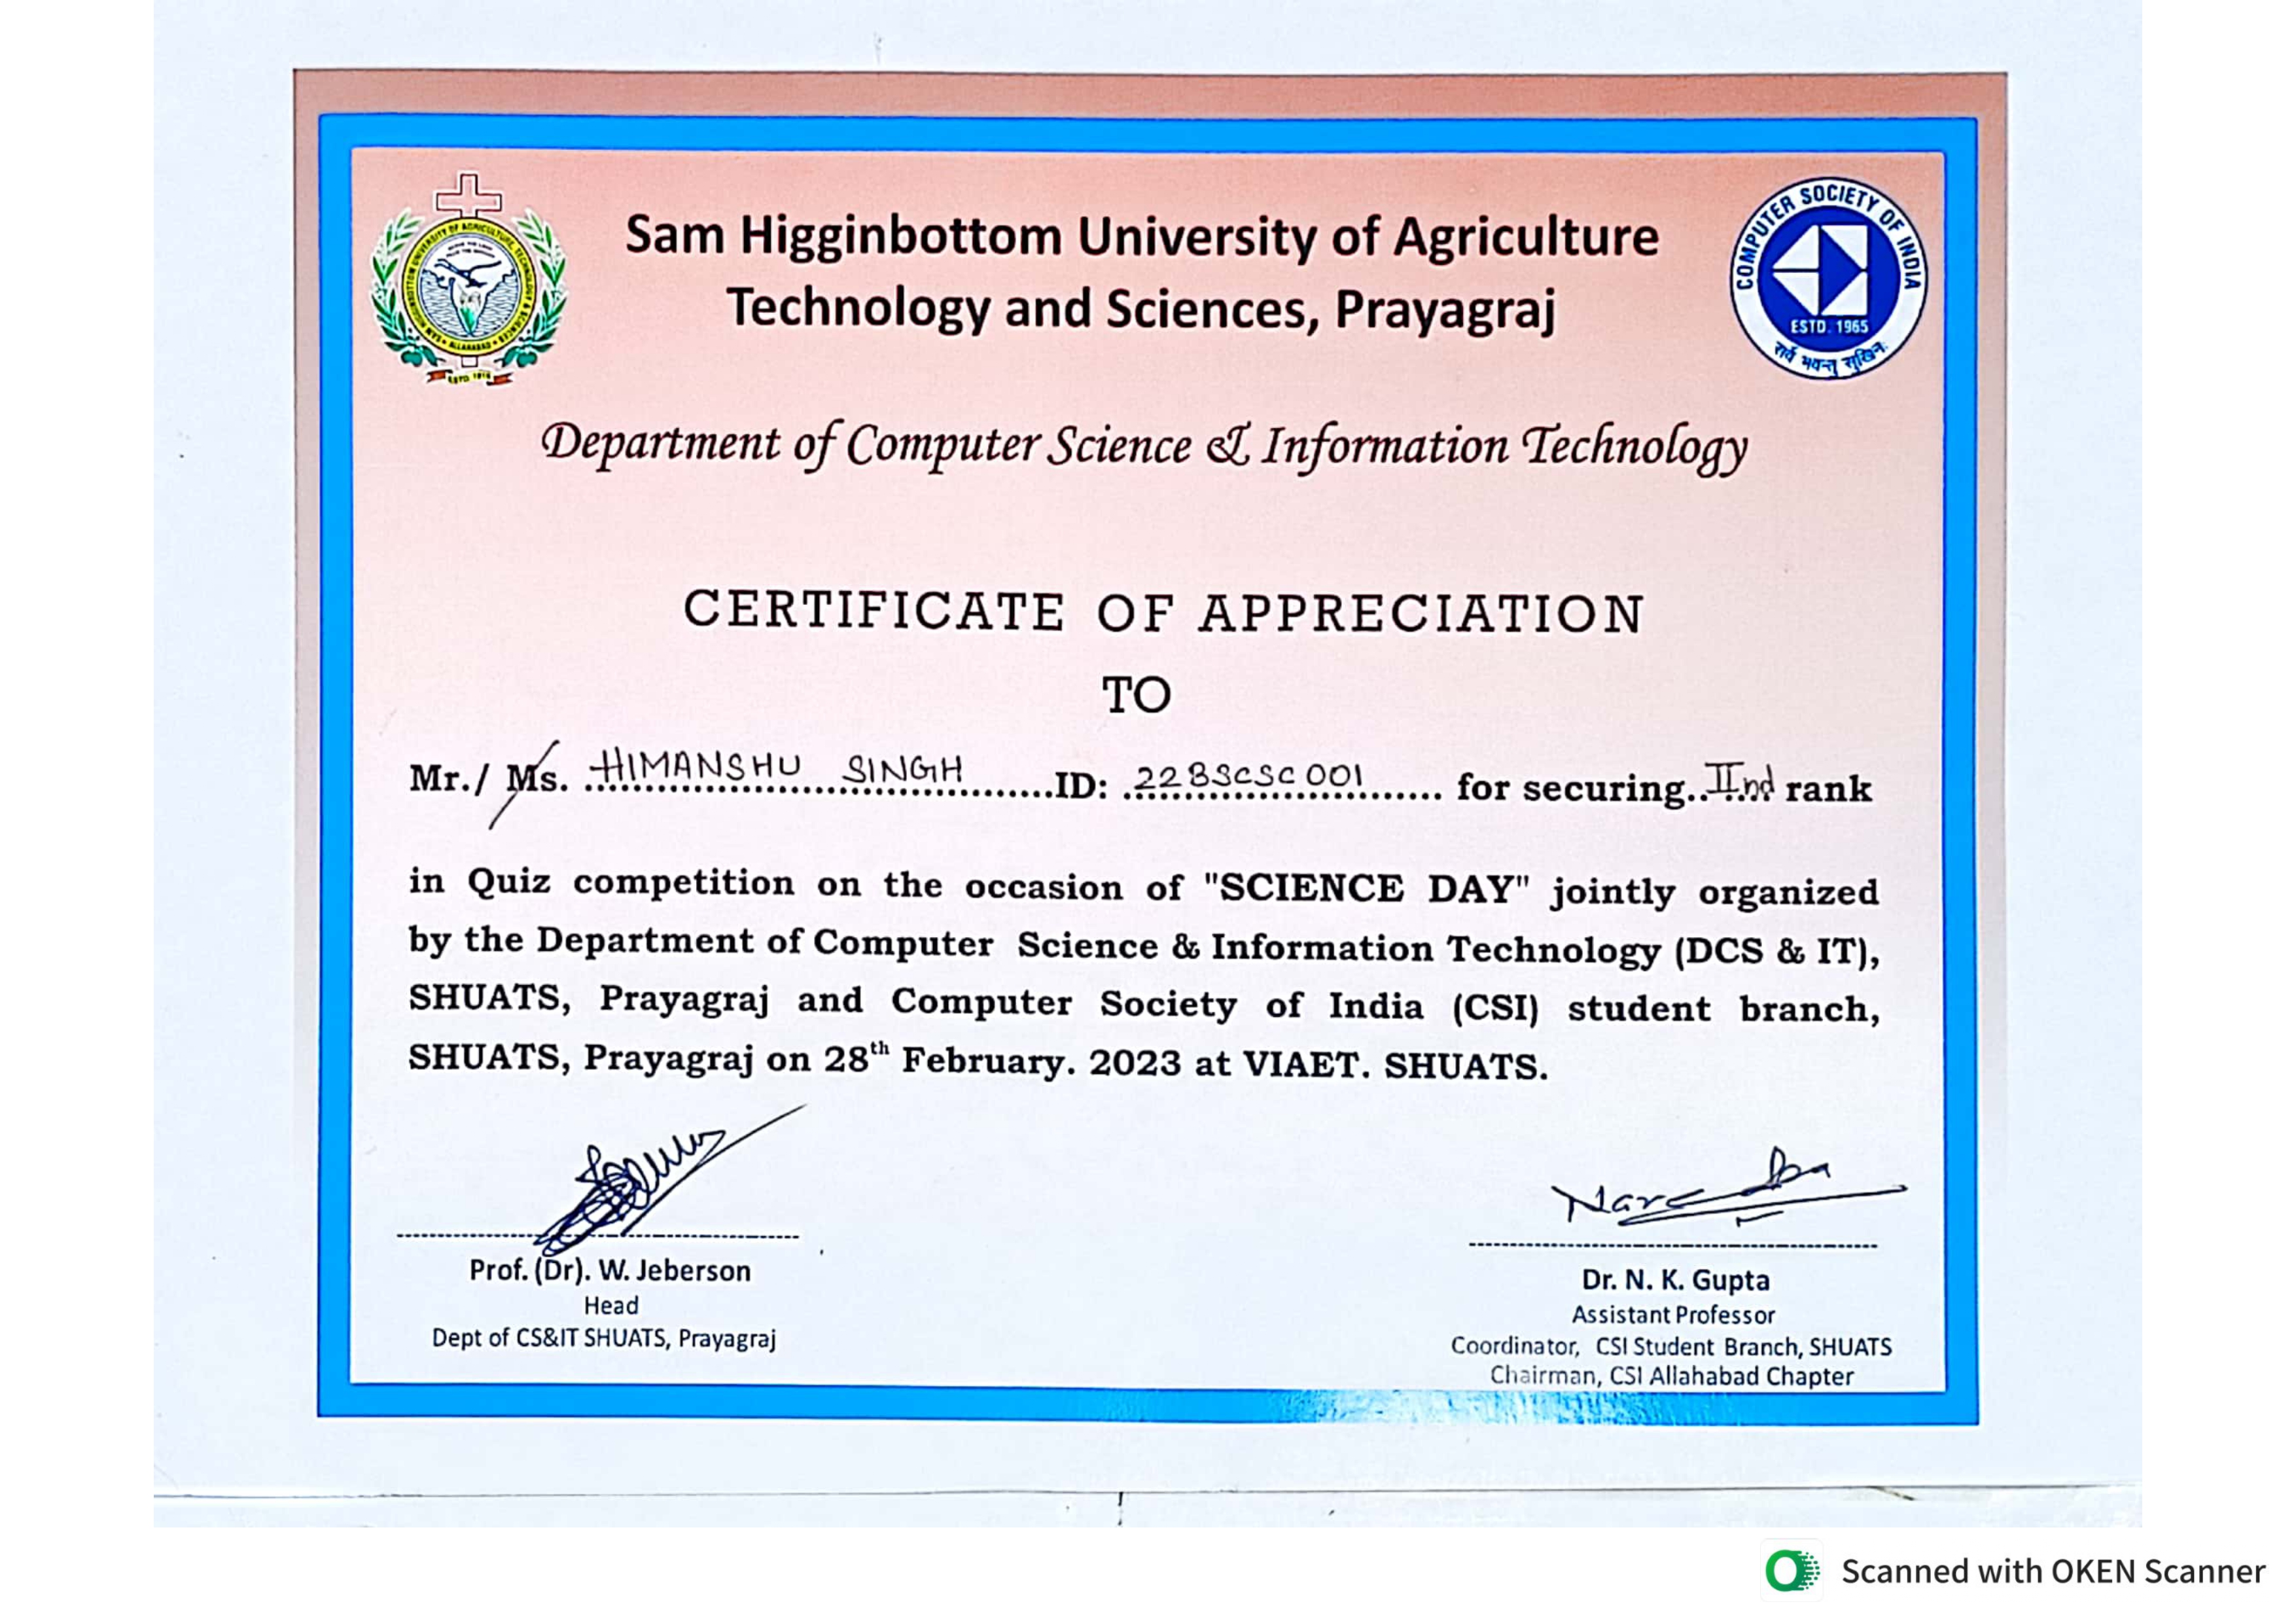 Sam Higginbottom University of Agriculture
Technology and Sciences, Prayagraj
COMPUTER SOCIETY OF INDIA
ESTD. 1965
सर्वे भवन्तु सुखिनः
Department of Computer Science & Information Technology
CERTIFICATE OF APPRECIATION
TO
Mr./ Ms. HIMANSHU SINGH ID: 22BSCSC001 for securing IInd rank
in Quiz competition on the occasion of "SCIENCE DAY" jointly organized
by the Department of Computer Science & Information Technology (DCS & IT),
SHUATS, Prayagraj and Computer Society of India (CSI) student branch,
SHUATS, Prayagraj on 28th February. 2023 at VIAET. SHUATS.
Prof. (Dr). W. Jeberson
Head
Dept of CS&IT SHUATS, Prayagraj
Dr. N. K. Gupta
Assistant Professor
Coordinator, CSI Student Branch, SHUATS
Chairman, CSI Allahabad Chapter
Scanned with OKEN Scanner